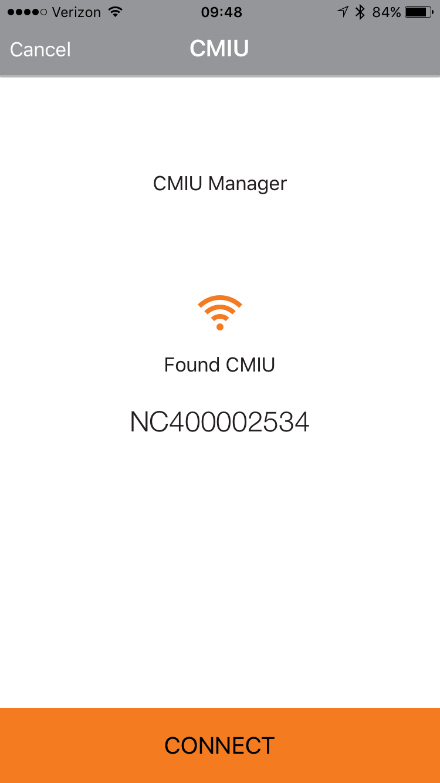 Verizon 09:48 84%
Cancel CMIU
CMIU Manager
Found CMIU
NC400002534
CONNECT